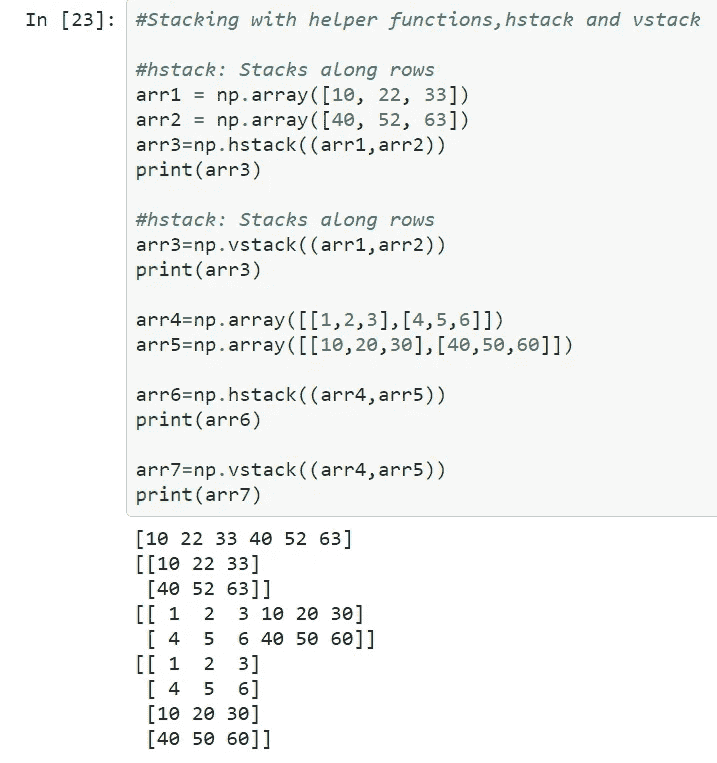 In [23]: #Stacking with helper functions,hstack and vstack
#hstack: Stacks along rows
arr1 = np.array([10, 22, 33])
arr2 = np.array([40, 52, 63])
arr3=np.hstack((arr1,arr2))
print(arr3)
#hstack: Stacks along rows
arr3=np.vstack((arr1,arr2))
print(arr3)
arr4=np.array([[1,2,3],[4,5,6]])
arr5=np.array([[10,20,30],[40,50,60]])
arr6=np.hstack((arr4,arr5))
print(arr6)
arr7=np.vstack((arr4,arr5))
print(arr7)
[10 22 33 40 52 63]
[[10 22 33]
 [40 52 63]]
[[ 1  2  3 10 20 30]
 [ 4  5  6 40 50 60]]
[[ 1  2  3]
 [ 4  5  6]
 [10 20 30]
 [40 50 60]]